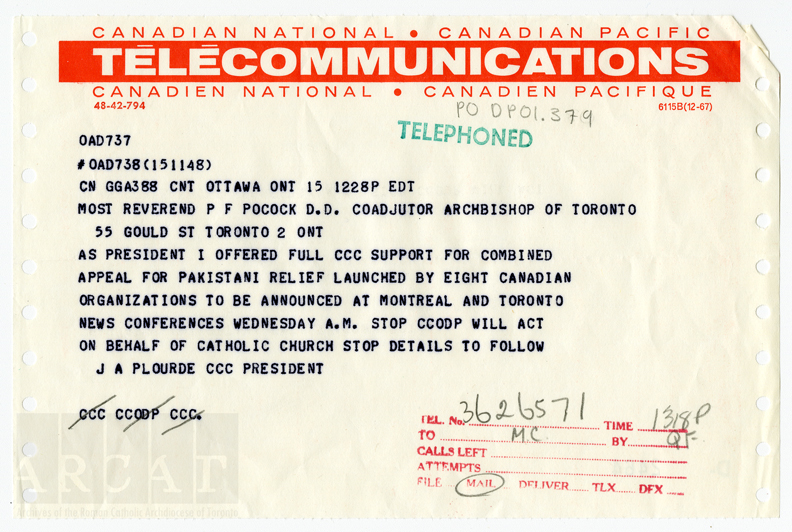 CANADIAN NATIONAL • CANADIAN PACIFIC
TÉLÉCOMMUNICATIONS
CANADIEN NATIONAL • CANADIEN PACIFIQUE
48-42-794
6115B(12-67)
PO DP01.379
TELEPHONED
OAD737
#OAD738(151148)
CN GGA388 CNT OTTAWA ONT 15 1228P EDT
MOST REVEREND P F POCOCK D.D. COADJUTOR ARCHBISHOP OF TORONTO
55 GOULD ST TORONTO 2 ONT
AS PRESIDENT I OFFERED FULL CCC SUPPORT FOR COMBINED
APPEAL FOR PAKISTANI RELIEF LAUNCHED BY EIGHT CANADIAN
ORGANIZATIONS TO BE ANNOUNCED AT MONTREAL AND TORONTO
NEWS CONFERENCES WEDNESDAY A.M. STOP CCODP WILL ACT
ON BEHALF OF CATHOLIC CHURCH STOP DETAILS TO FOLLOW
J A PLOURDE CCC PRESIDENT
CCC CCODP CCC.
TEL. No. 3626571 TIME 1318P
TO M.C. BY
CALLS LEFT
ATTEMPTS
FILE MAIL DELIVER TLX DFX
ARCAT
Archives of the Roman Catholic Archdiocese of Toronto